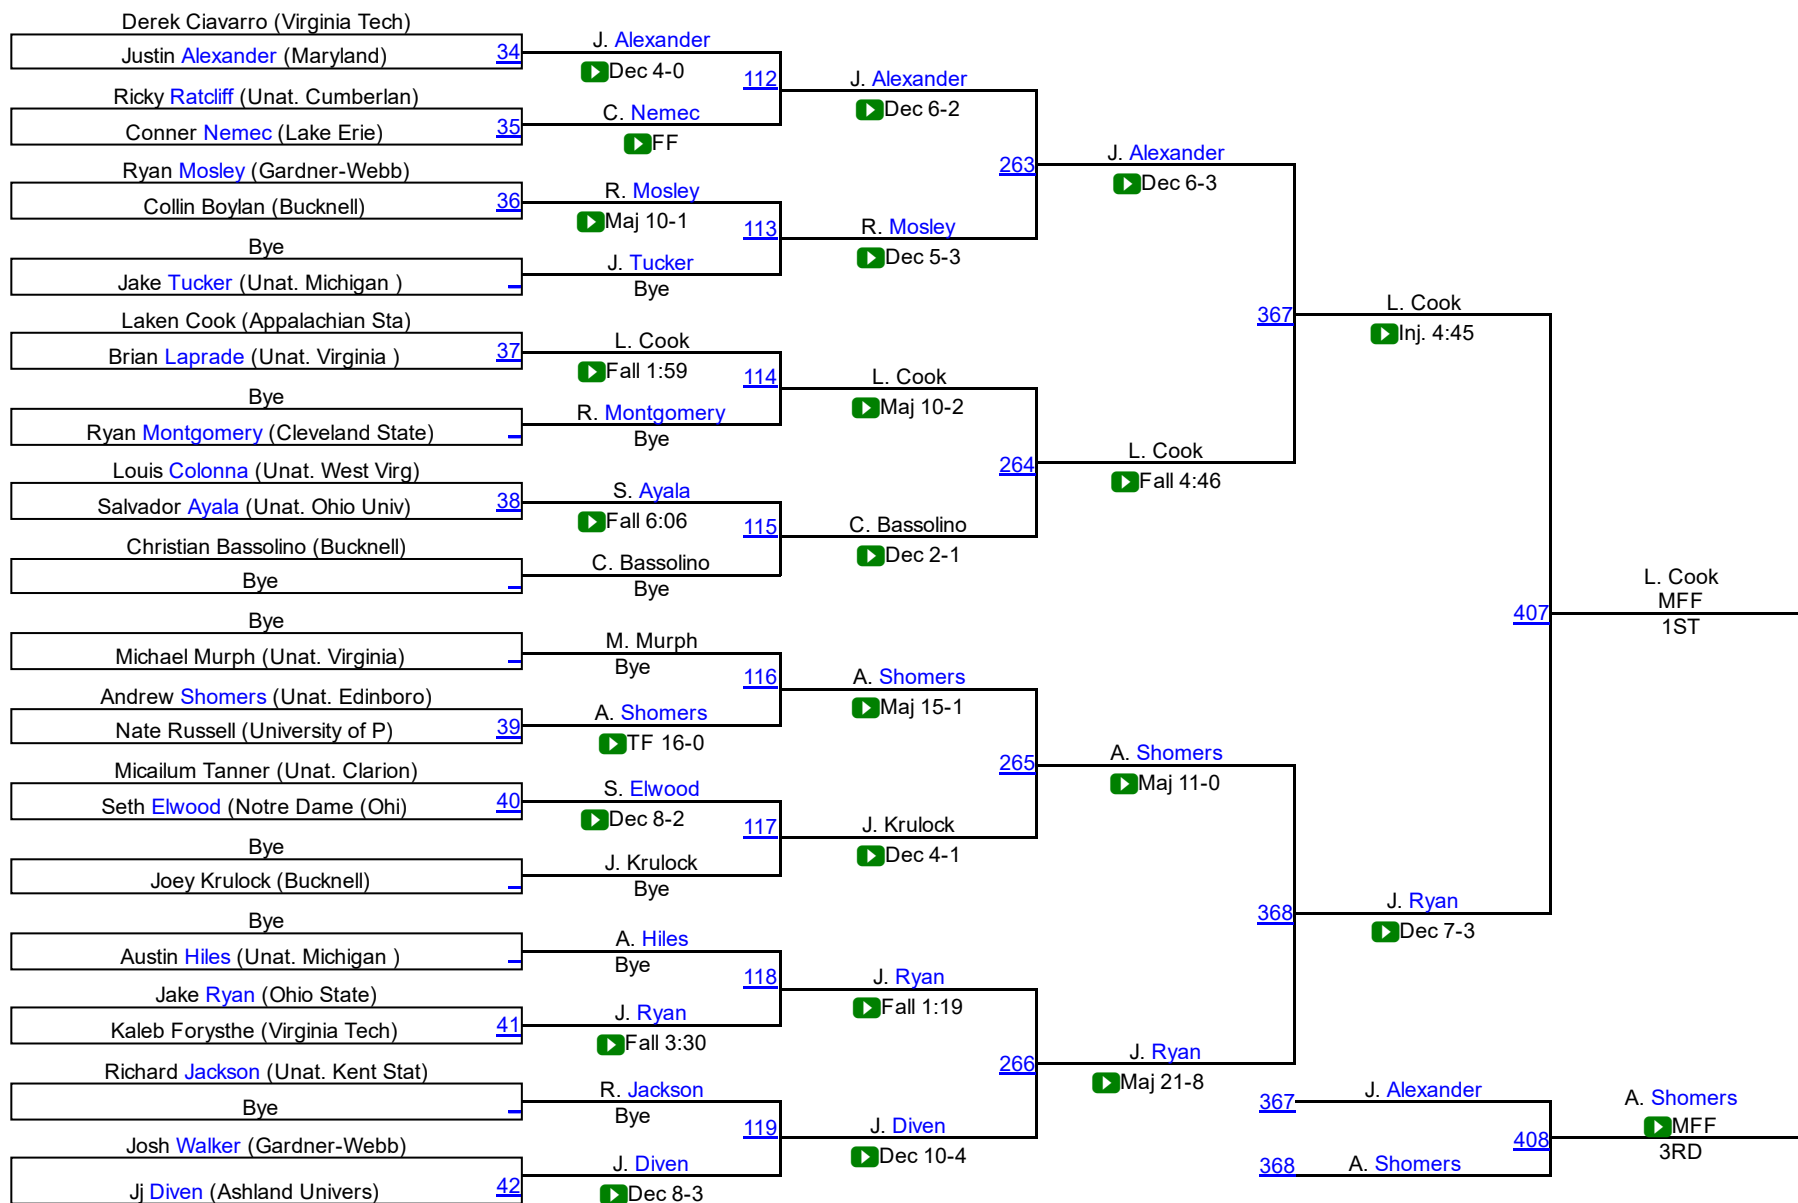 Derek Ciavarro (Virginia Tech)
Justin Alexander (Maryland)
34
Ricky Ratcliff (Unat. Cumberlan)
Conner Nemec (Lake Erie)
35
Ryan Mosley (Gardner-Webb)
Collin Boylan (Bucknell)
36
Bye
Jake Tucker (Unat. Michigan )
Laken Cook (Appalachian Sta)
Brian Laprade (Unat. Virginia )
37
Bye
Ryan Montgomery (Cleveland State)
Louis Colonna (Unat. West Virg)
Salvador Ayala (Unat. Ohio Univ)
38
Christian Bassolino (Bucknell)
Bye
Bye
Michael Murph (Unat. Virginia)
Andrew Shomers (Unat. Edinboro)
Nate Russell (University of P)
39
Micailum Tanner (Unat. Clarion)
Seth Elwood (Notre Dame (Ohi)
40
Bye
Joey Krulock (Bucknell)
Bye
Austin Hiles (Unat. Michigan )
Jake Ryan (Ohio State)
Kaleb Forysthe (Virginia Tech)
41
Richard Jackson (Unat. Kent Stat)
Bye
Josh Walker (Gardner-Webb)
Jj Diven (Ashland Univers)
42
J. Alexander
Dec 4-0
112
C. Nemec
FF
R. Mosley
Maj 10-1
113
J. Tucker
Bye
L. Cook
Fall 1:59
114
R. Montgomery
Bye
S. Ayala
Fall 6:06
115
C. Bassolino
Bye
M. Murph
Bye
116
A. Shomers
TF 16-0
S. Elwood
Dec 8-2
117
J. Krulock
Bye
A. Hiles
Bye
118
J. Ryan
Fall 3:30
R. Jackson
Bye
119
J. Diven
Dec 8-3
J. Alexander
Dec 6-2
263
R. Mosley
Dec 5-3
L. Cook
Maj 10-2
264
C. Bassolino
Dec 2-1
A. Shomers
Maj 15-1
265
J. Krulock
Dec 4-1
J. Ryan
Fall 1:19
266
J. Diven
Dec 10-4
J. Alexander
Dec 6-3
367
L. Cook
Fall 4:46
A. Shomers
Maj 11-0
368
J. Ryan
Maj 21-8
L. Cook
Inj. 4:45
407
J. Ryan
Dec 7-3
L. Cook
MFF
1ST
367
J. Alexander
408
368
A. Shomers
A. Shomers
MFF
3RD